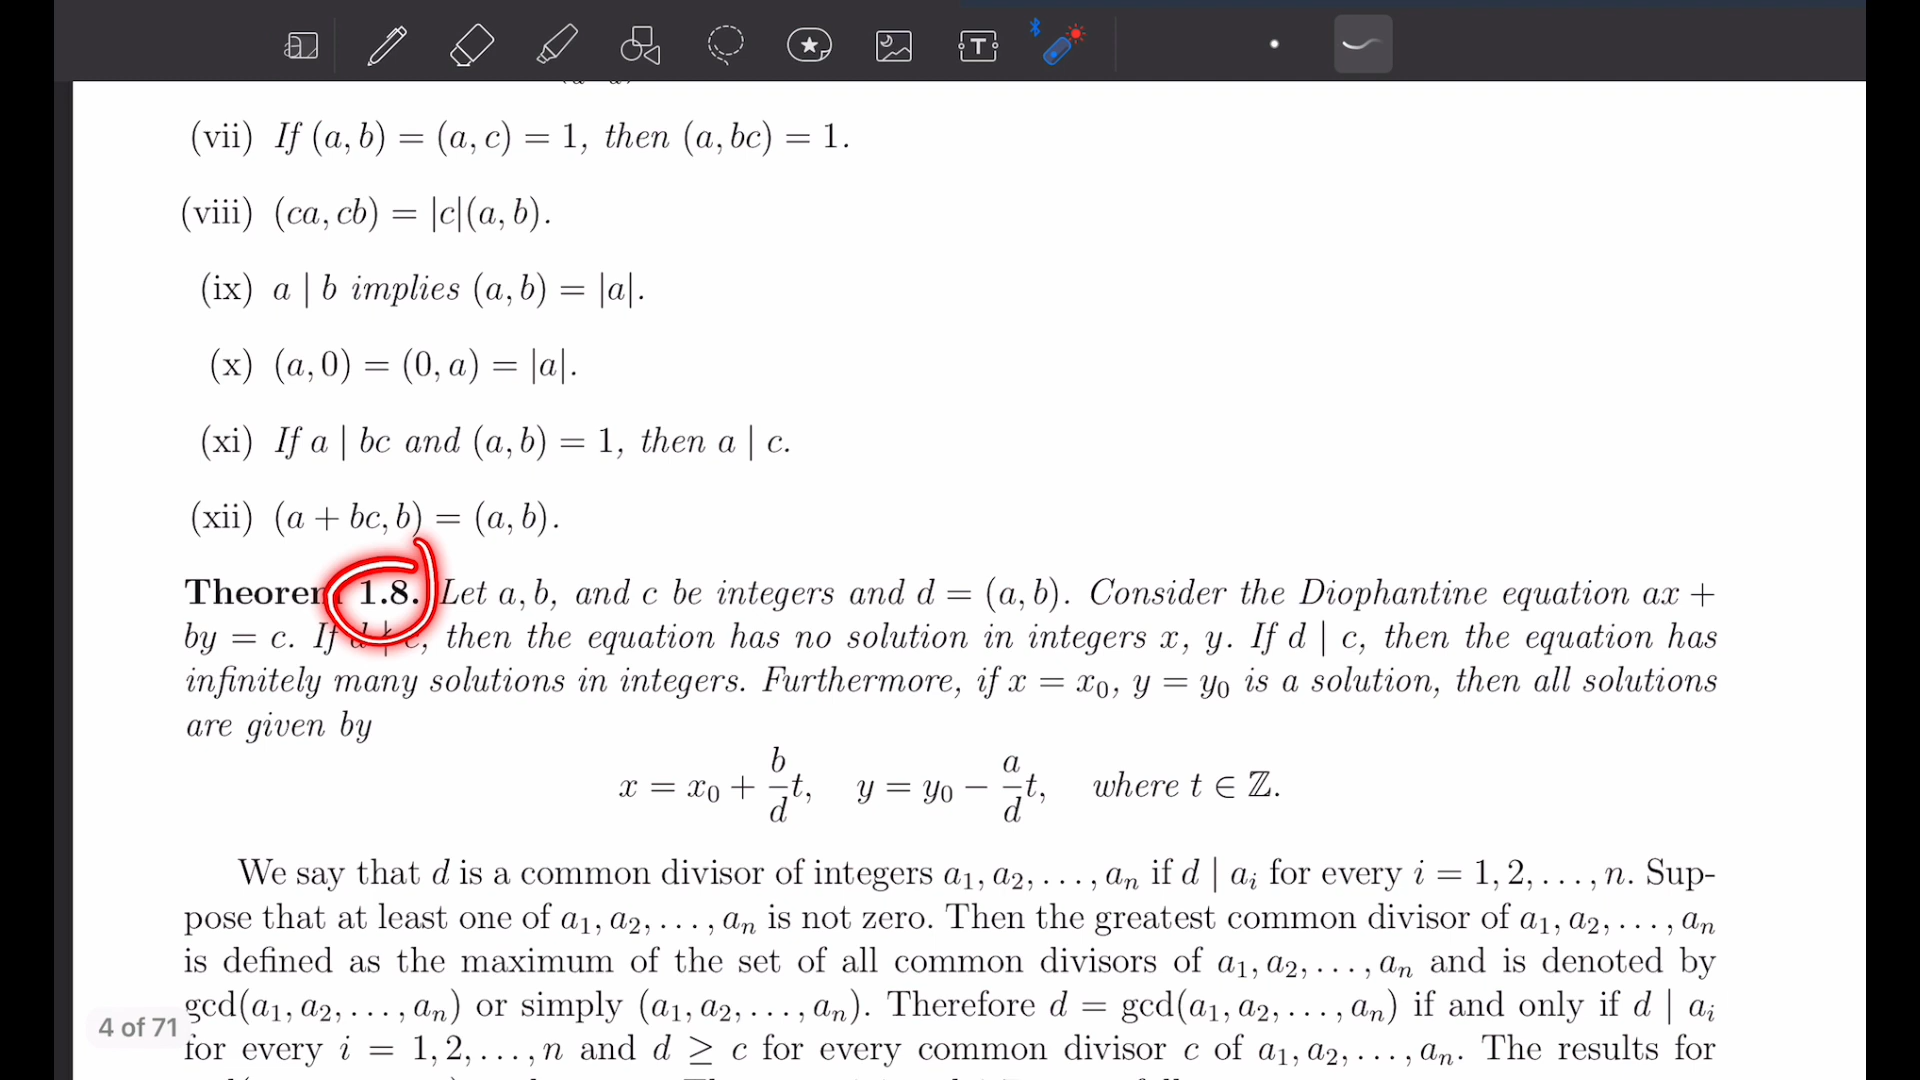 (vii) If (a, b) = (a, c) = 1, then (a, bc) = 1.
(viii) (ca, cb) = |c|(a, b).
(ix) a | b implies (a, b) = |a|.
(x) (a, 0) = (0, a) = |a|.
(xi) If a | bc and (a, b) = 1, then a | c.
(xii) (a + bc, b) = (a, b).
Theorem 1.8. Let a, b, and c be integers and d = (a, b). Consider the Diophantine equation ax +
by = c. If d ∤ c, then the equation has no solution in integers x, y. If d | c, then the equation has
infinitely many solutions in integers. Furthermore, if x = x₀, y = y₀ is a solution, then all solutions
are given by
x = x₀ + b/d t, y = y₀ − a/d t, where t ∈ ℤ.
We say that d is a common divisor of integers a₁, a₂, . . . , aₙ if d | aᵢ for every i = 1, 2, . . . , n. Sup-
pose that at least one of a₁, a₂, . . . , aₙ is not zero. Then the greatest common divisor of a₁, a₂, . . . , aₙ
is defined as the maximum of the set of all common divisors of a₁, a₂, . . . , aₙ and is denoted by
gcd(a₁, a₂, . . . , aₙ) or simply (a₁, a₂, . . . , aₙ). Therefore d = gcd(a₁, a₂, . . . , aₙ) if and only if d | aᵢ
4 of 71
for every i = 1, 2, . . . , n and d ≥ c for every common divisor c of a₁, a₂, . . . , aₙ. The results for